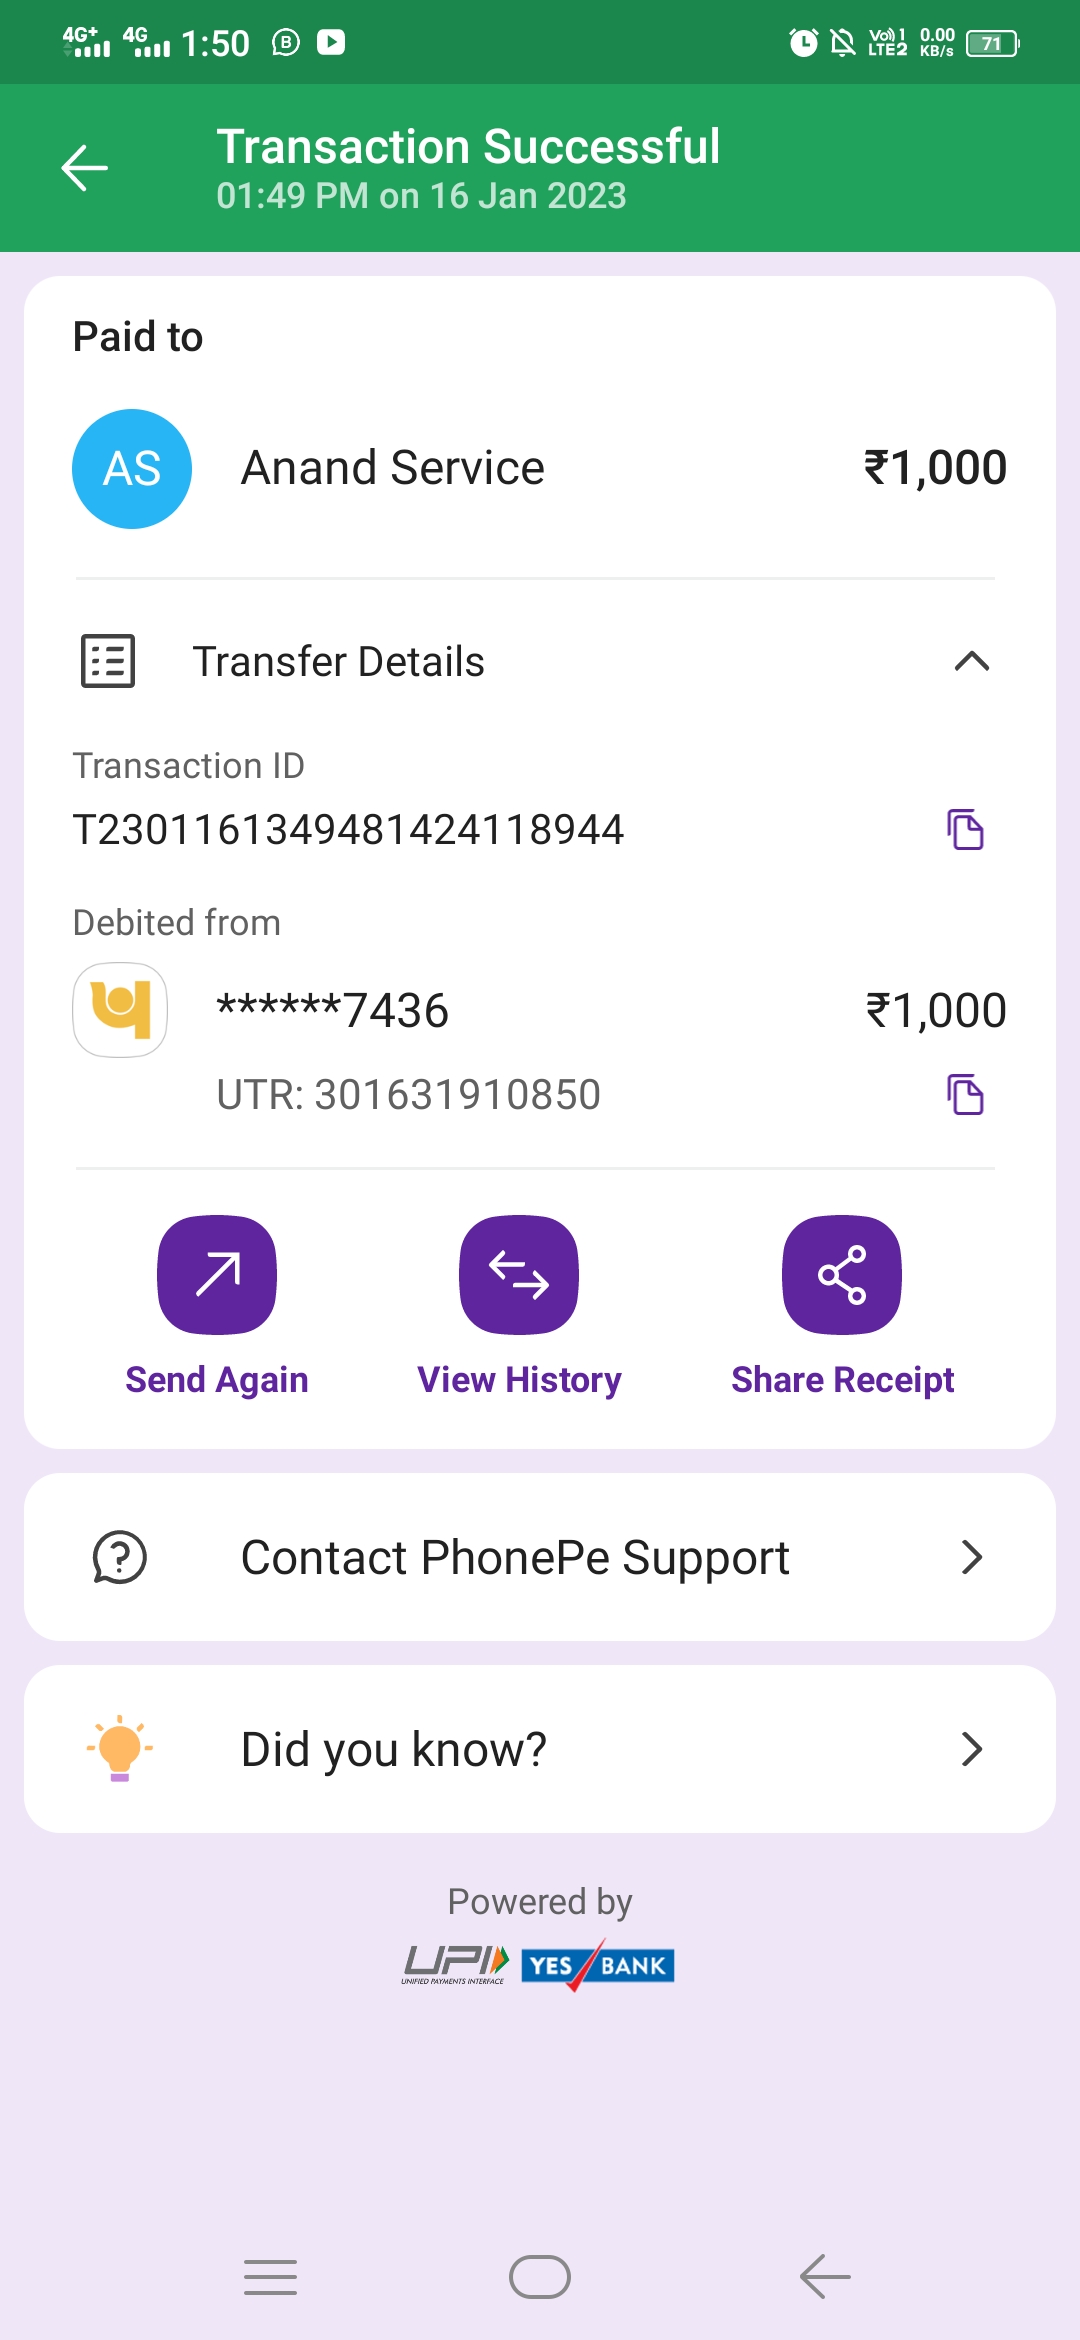 4G+ 4G 1:50 B Vo) 1 LTE2 0.00 KB/s 71
Transaction Successful
01:49 PM on 16 Jan 2023
Paid to
AS Anand Service ₹1,000
Transfer Details
Transaction ID
T2301161349481424118944
Debited from
******7436 ₹1,000
UTR: 301631910850
Send Again View History Share Receipt
Contact PhonePe Support
Did you know?
Powered by
UPI YES BANK
UNIFIED PAYMENTS INTERFACE